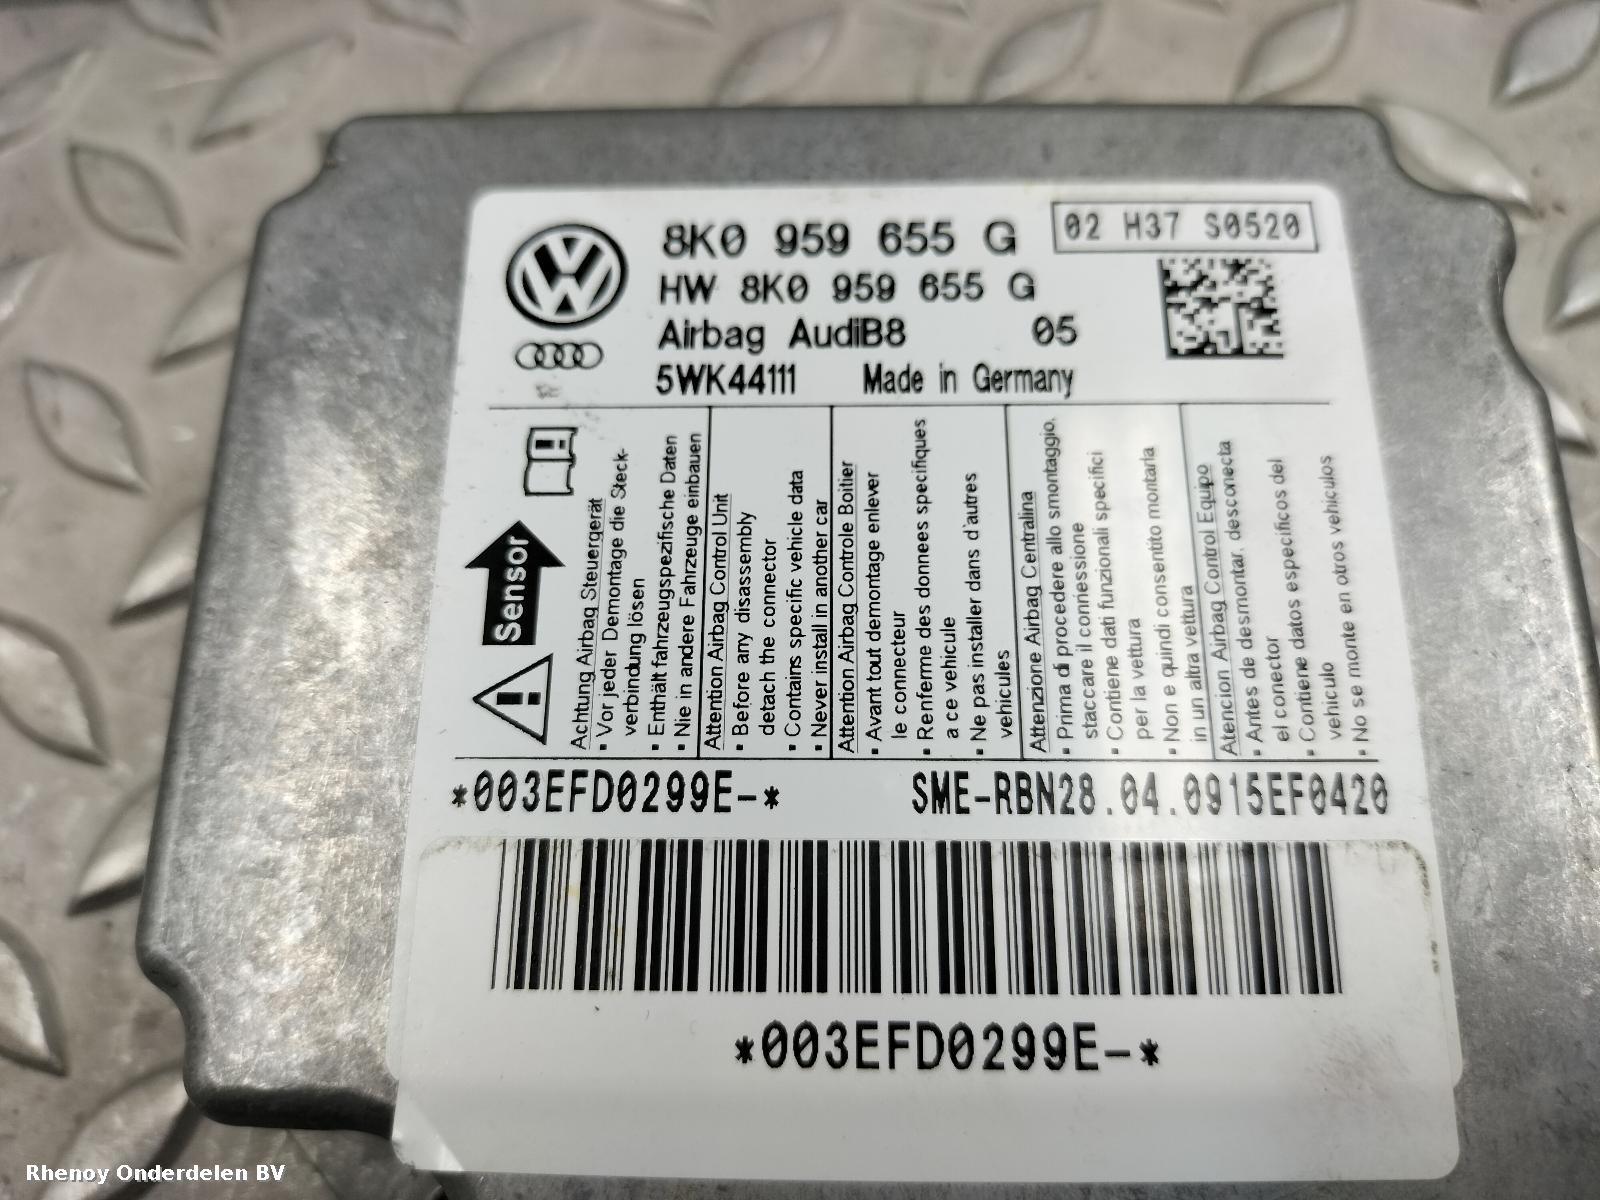 8K0 959 655 G
02 H37 S0520
HW 8K0 959 655 G
Airbag AudiB8 05
5WK44111 Made in Germany
Sensor
Achtung Airbag Steuergerät
• Vor jeder Demontage die Steck-
verbindung lösen
• Enthält fahrzeugspezifische Daten
• Nie in andere Fahrzeuge einbauen
Attention Airbag Control Unit
• Before any disassembly
detach the connector
• Contains specific vehicle data
• Never install in another car
Attention Airbag Controle Boitier
• Avant tout demontage enlever
le connecteur
• Renferme des donnees specifiques
a ce vehicule
• Ne pas installer dans d'autres
vehicules
Attenzione Airbag Centralina
• Prima di procedere allo smontaggio,
staccare il connessione
• Contiene dati funzionali specifici
per la vettura
• Non e quindi consentito montarla
in un altra vettura
Atencion Airbag Control Equipo
• Antes de desmontar, desconecta
el conector
• Contiene datos especificos del
vehiculo
• No se monte en otros vehiculos
*003EFD0299E-*
SME-RBN28.04.0915EF0420
*003EFD0299E-*
Rhenoy Onderdelen BV